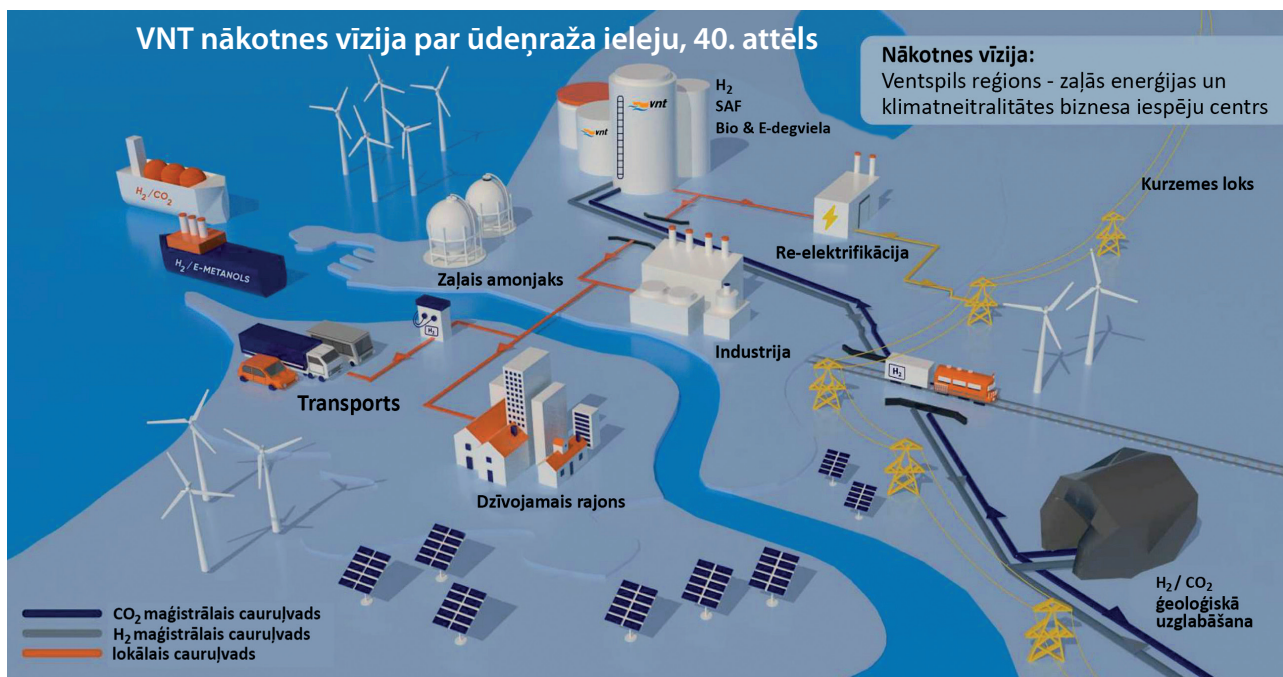 VNT nākotnes vīzija par ūdeņraža ieleju, 40. attēls
Nākotnes vīzija:
Ventspils reģions - zaļās enerģijas un
klimatneitralitātes biznesa iespēju centrs
H₂
SAF
Bio & E-degviela
vnt
vnt
Kurzemes loks
H₂/CO₂
H₂/E-METANOLS
Zaļais amonjaks
Re-elektrifikācija
H₂
Industrija
H₂
Transports
Dzīvojamais rajons
H₂ / CO₂
ģeoloģiskā
uzglabāšana
CO₂ maģistrālais cauruļvads
H₂ maģistrālais cauruļvads
lokālais cauruļvads